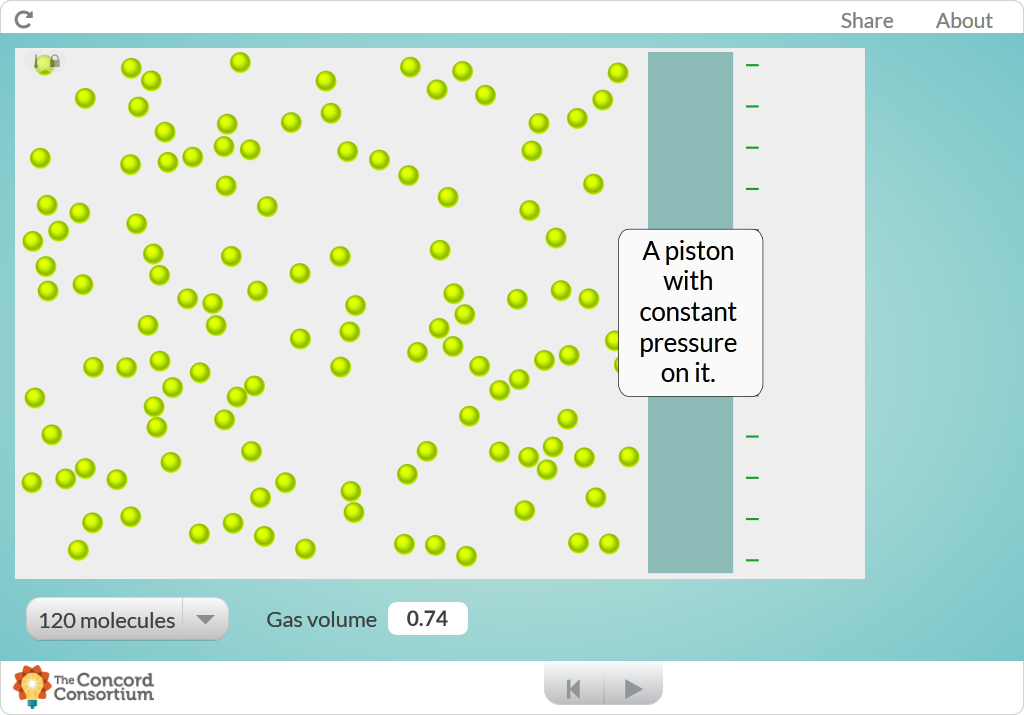 Share About
A piston
with
constant
pressure
on it.
120 molecules Gas volume 0.74
The Concord
Consortium